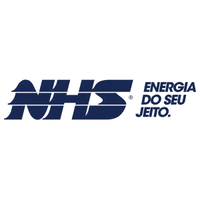 NHS®
ENERGIA
DO SEU
JEITO.